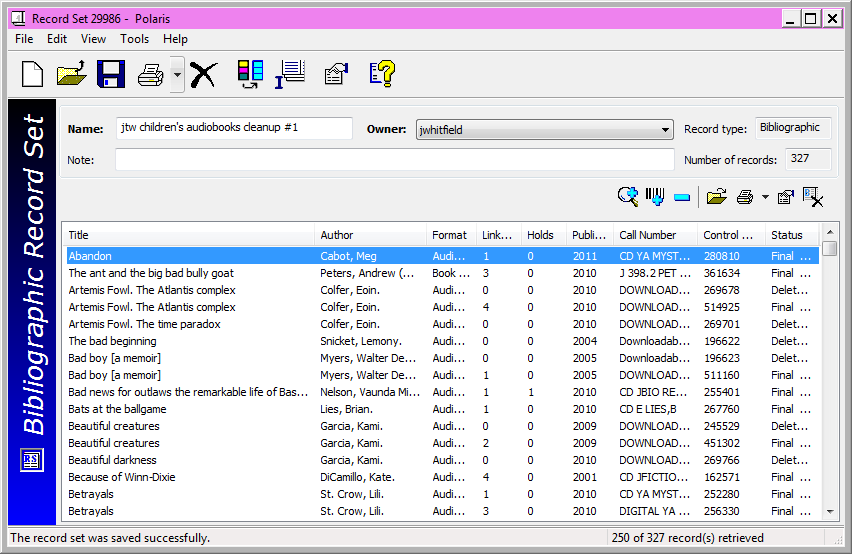 Record Set 29986 - Polaris
File Edit View Tools Help
Bibliographic Record Set
Name: jtw children's audiobooks cleanup #1 Owner: jwhitfield Record type: Bibliographic
Note: Number of records: 327
Title Author Format Link... Holds Publi... Call Number Control ... Status
Abandon Cabot, Meg Audi... 1 0 2011 CD YA MYST... 280810 Final ...
The ant and the big bad bully goat Peters, Andrew (... Book ... 3 0 2010 J 398.2 PET ... 361634 Final ...
Artemis Fowl. The Atlantis complex Colfer, Eoin. Audi... 0 0 2010 DOWNLOAD... 269678 Delet...
Artemis Fowl. The Atlantis complex Colfer, Eoin. Audi... 4 0 2010 DOWNLOAD... 514925 Final ...
Artemis Fowl. The time paradox Colfer, Eoin. Audi... 0 0 2010 DOWNLOAD... 269701 Delet...
The bad beginning Snicket, Lemony. Audi... 0 0 2004 Downloadab... 196622 Delet...
Bad boy [a memoir] Myers, Walter De... Audi... 0 0 2005 Downloadab... 196623 Delet...
Bad boy [a memoir] Myers, Walter De... Audi... 1 0 2005 DOWNLOAD... 511160 Final ...
Bad news for outlaws the remarkable life of Bas... Nelson, Vaunda Mi... Audi... 1 1 2010 CD JBIO RE... 255401 Final ...
Bats at the ballgame Lies, Brian. Audi... 1 0 2010 CD E LIES,B 267760 Final ...
Beautiful creatures Garcia, Kami. Audi... 0 0 2009 DOWNLOAD... 245529 Delet...
Beautiful creatures Garcia, Kami. Audi... 2 0 2009 DOWNLOAD... 451302 Final ...
Beautiful darkness Garcia, Kami. Audi... 0 0 2010 DOWNLOAD... 269766 Delet...
Because of Winn-Dixie DiCamillo, Kate. Audi... 4 0 2001 CD JFICTIO... 162571 Final ...
Betrayals St. Crow, Lili. Audi... 1 0 2010 CD YA MYST... 252280 Final ...
Betrayals St. Crow, Lili. Audi... 3 0 2010 DIGITAL YA ... 256330 Final ...
The record set was saved successfully. 250 of 327 record(s) retrieved